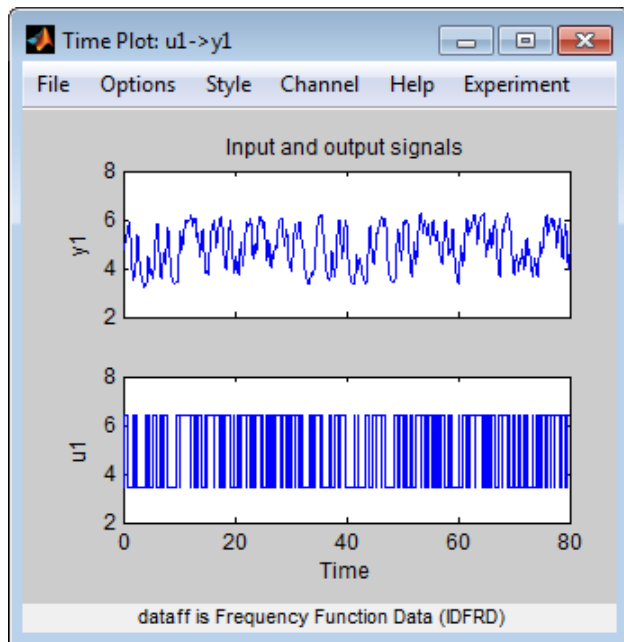 Time Plot: u1->y1
File Options Style Channel Help Experiment
Input and output signals
8
6
4
2
y1
8
6
4
2
u1
0 20 40 60 80
Time
dataff is Frequency Function Data (IDFRD)